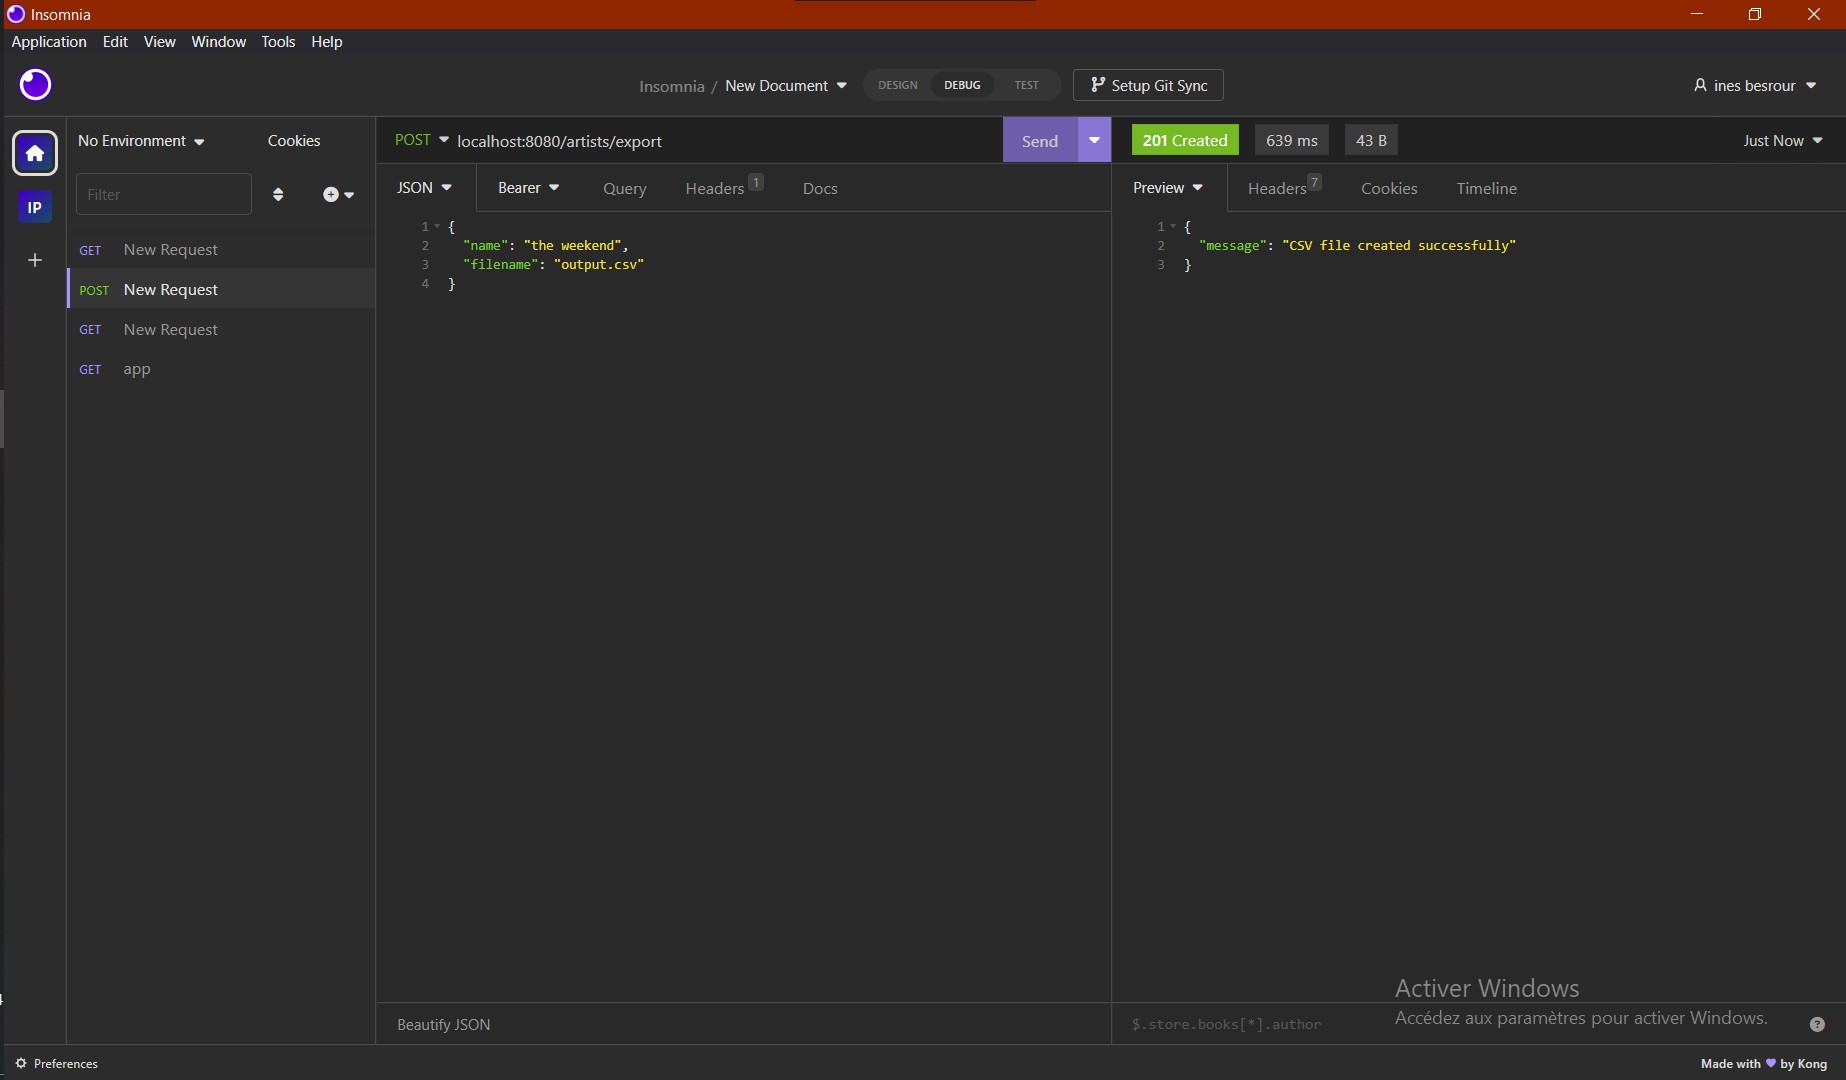 Insomnia
Application Edit View Window Tools Help
Insomnia / New Document DESIGN DEBUG TEST Setup Git Sync ines besrour
No Environment Cookies
Filter
IP
GET New Request
POST New Request
GET New Request
GET app
POST localhost:8080/artists/export Send
JSON Bearer Query Headers 1 Docs
1 {
2 "name": "the weekend",
3 "filename": "output.csv"
4 }
Beautify JSON
201 Created 639 ms 43 B Just Now
Preview Headers 7 Cookies Timeline
1 {
2 "message": "CSV file created successfully"
3 }
$.store.books[*].author
Activer Windows
Accédez aux paramètres pour activer Windows.
Preferences
Made with by Kong